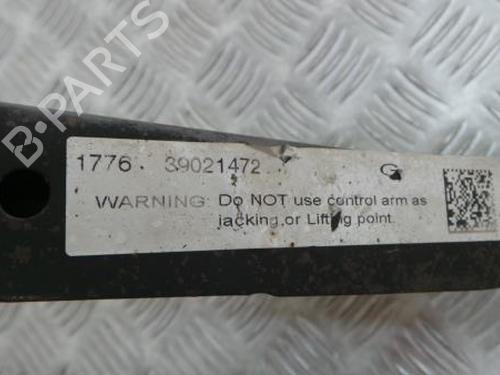 B-PARTS
1776. 39021472 G
WARNING: Do NOT use control arm as
jacking or Lifting point.